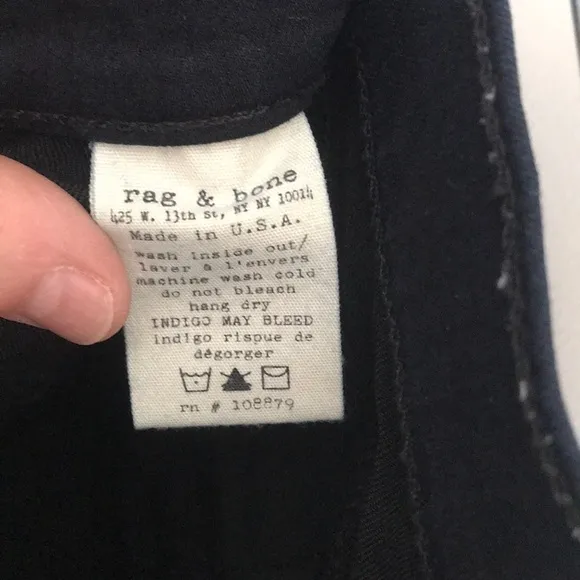 rag & bone
425 W. 13th St, NY NY 10014
Made in U.S.A.
wash inside out/
laver à l'envers
machine wash cold
do not bleach
hang dry
INDIGO MAY BLEED
indigo rispue de
dégorger
rn # 108879